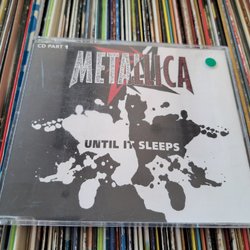 CD PART 1
METALLICA
UNTIL IT SLEEPS